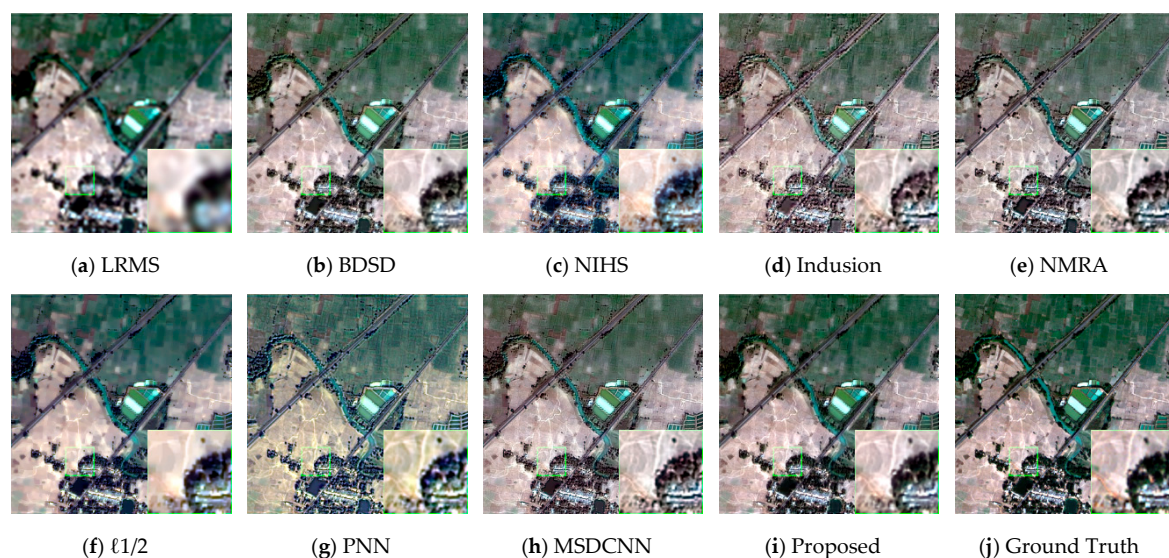 (a) LRMS (b) BDSD (c) NIHS (d) Indusion (e) NMRA
(f) ℓ1/2 (g) PNN (h) MSDCNN (i) Proposed (j) Ground Truth